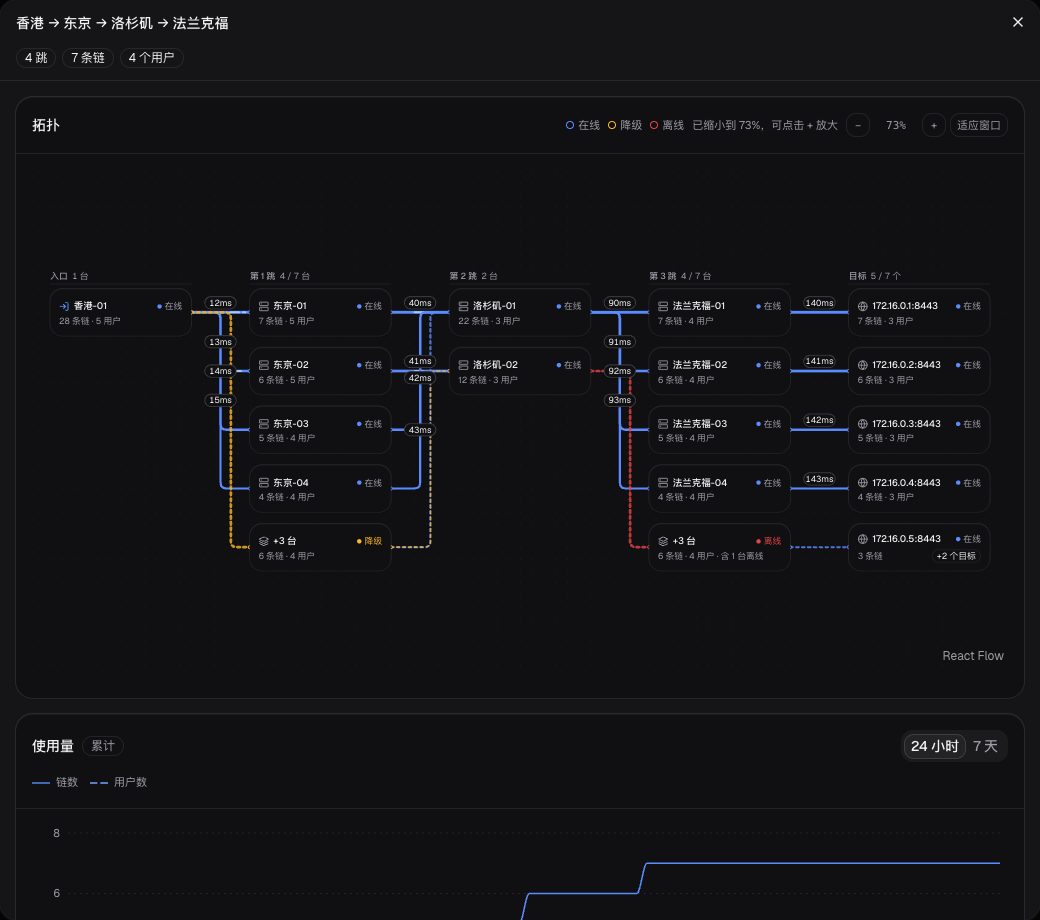 香港 → 东京 → 洛杉矶 → 法兰克福
4 跳
7 条链
4 个用户
拓扑
在线
降级
离线
已缩小到 73%，可点击 + 放大
−
73%
+
适应窗口
入口 1 台
第 1 跳 4 / 7 台
第 2 跳 2 台
第 3 跳 4 / 7 台
目标 5 / 7 个
香港-01
在线
28 条链 · 5 用户
12ms
13ms
14ms
15ms
东京-01
在线
7 条链 · 5 用户
东京-02
在线
6 条链 · 5 用户
东京-03
在线
5 条链 · 4 用户
东京-04
在线
4 条链 · 4 用户
+3 台
降级
6 条链 · 4 用户
40ms
41ms
42ms
43ms
洛杉矶-01
在线
22 条链 · 3 用户
洛杉矶-02
在线
12 条链 · 3 用户
90ms
91ms
92ms
93ms
法兰克福-01
在线
7 条链 · 4 用户
法兰克福-02
在线
6 条链 · 4 用户
法兰克福-03
在线
5 条链 · 4 用户
法兰克福-04
在线
4 条链 · 4 用户
+3 台
离线
6 条链 · 4 用户 · 含 1 台离线
140ms
141ms
142ms
143ms
172.16.0.1:8443
在线
7 条链 · 3 用户
172.16.0.2:8443
在线
6 条链 · 3 用户
172.16.0.3:8443
在线
5 条链 · 3 用户
172.16.0.4:8443
在线
4 条链 · 3 用户
172.16.0.5:8443
在线
3 条链
+2 个目标
React Flow
使用量
累计
24 小时
7 天
链数
用户数
8
6